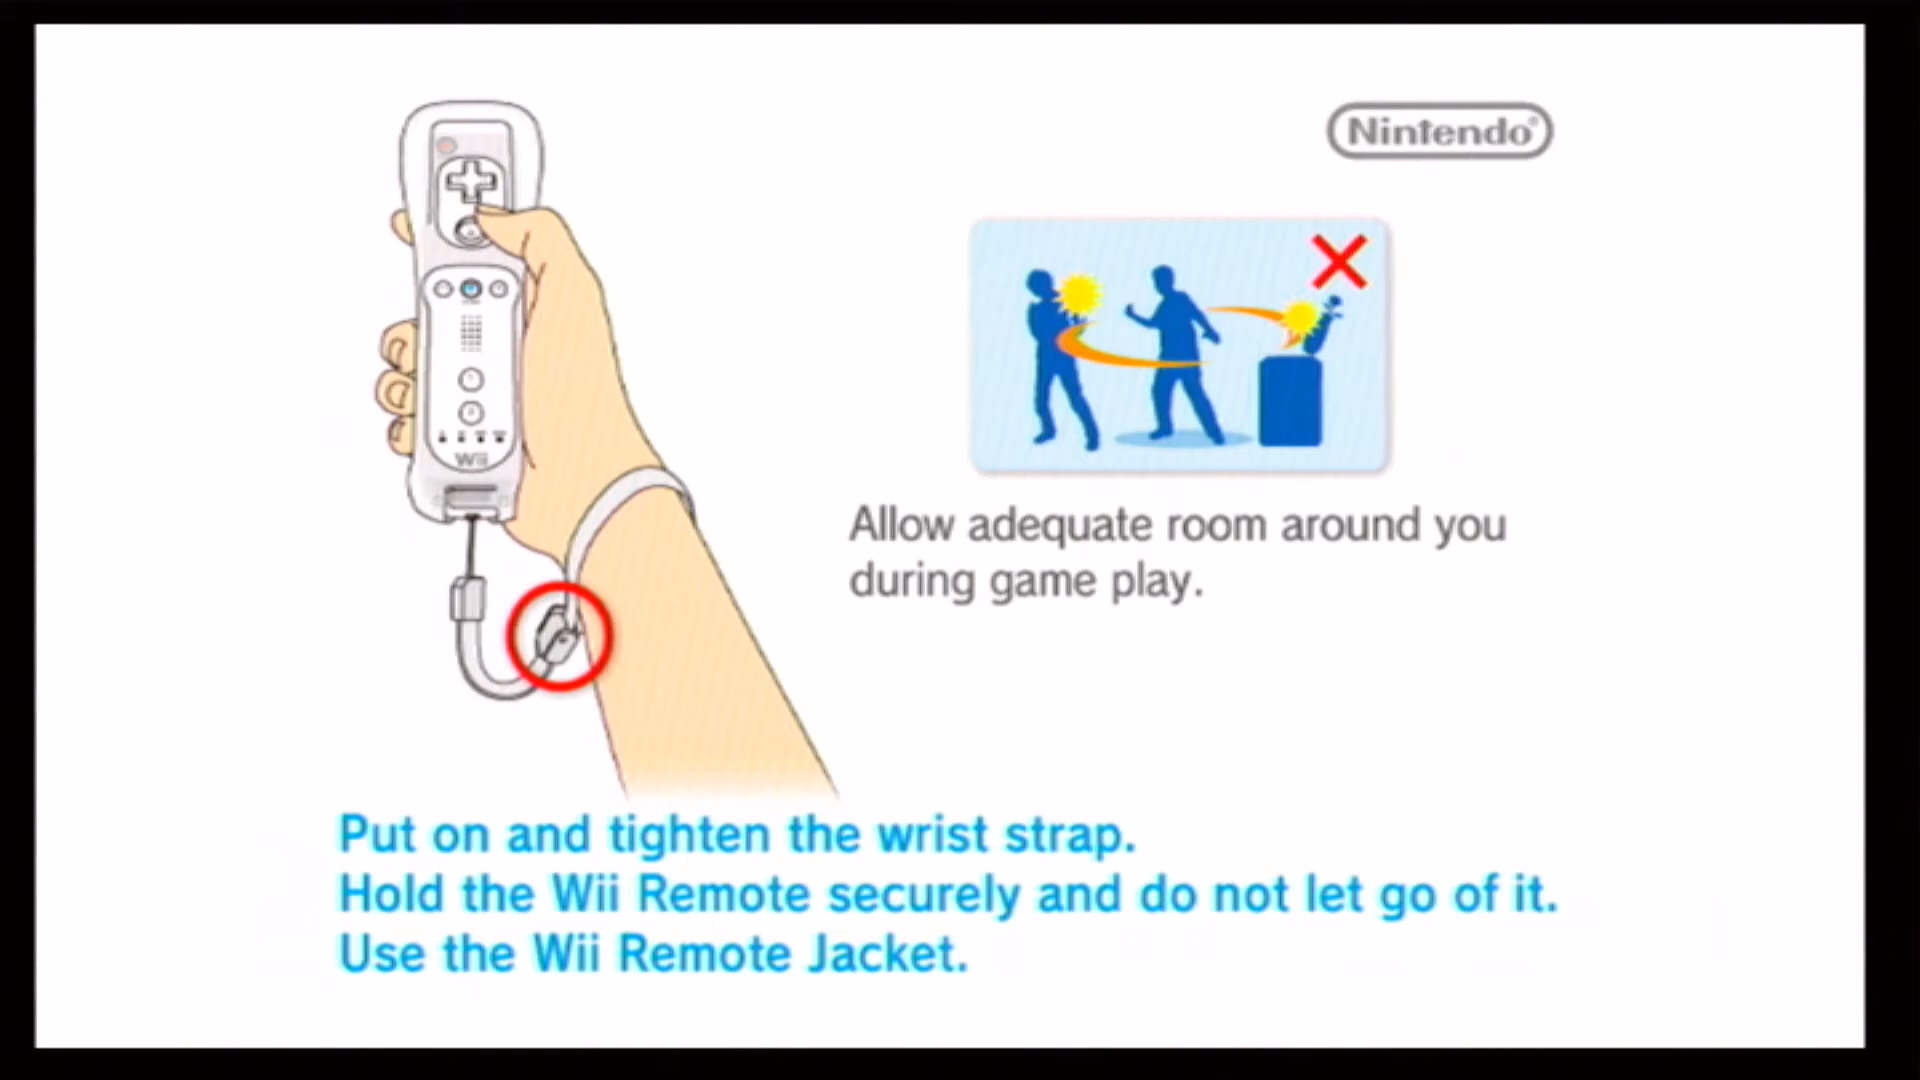 Nintendo®
Wii
Allow adequate room around you
during game play.
Put on and tighten the wrist strap.
Hold the Wii Remote securely and do not let go of it.
Use the Wii Remote Jacket.